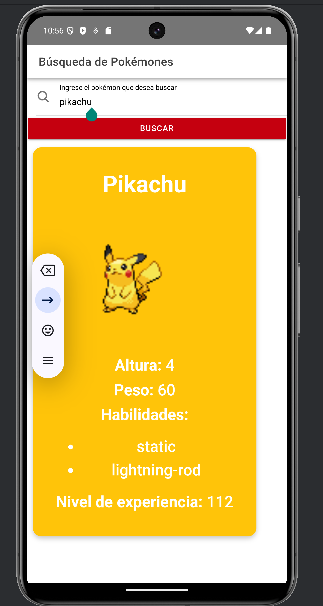 10:56
Búsqueda de Pokémones
Ingrese el pokémon que desea buscar
pikachu
BUSCAR
Pikachu
Altura: 4
Peso: 60
Habilidades:
static
lightning-rod
Nivel de experiencia: 112